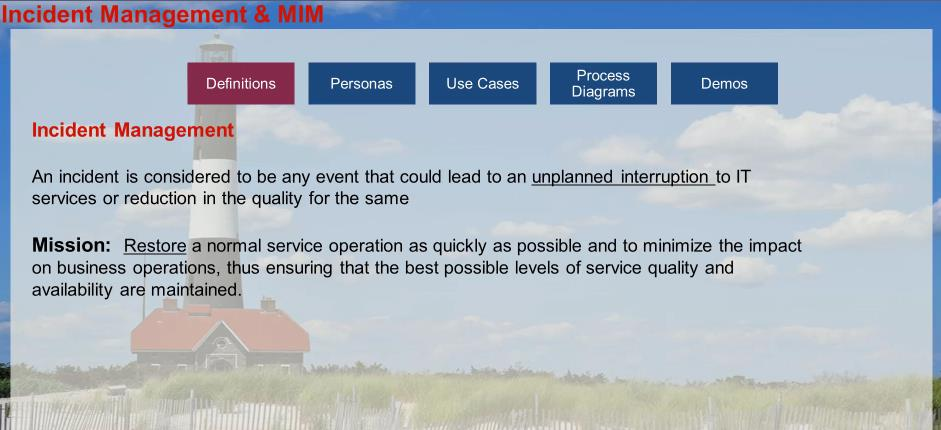 Incident Management & MIM
Definitions
Personas
Use Cases
Process
Diagrams
Demos
Incident Management
An incident is considered to be any event that could lead to an unplanned interruption to IT
services or reduction in the quality for the same
Mission: Restore a normal service operation as quickly as possible and to minimize the impact
on business operations, thus ensuring that the best possible levels of service quality and
availability are maintained.